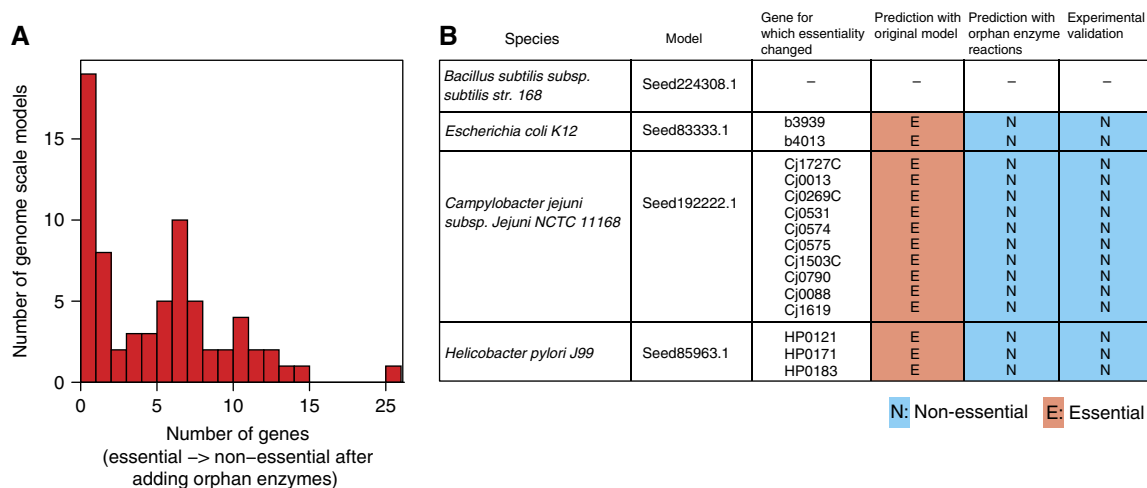 A
Number of genome scale models
15
10
5
0
0 5 10 15 25
Number of genes
(essential –> non–essential after
adding orphan enzymes)
B
Species
Model
Gene for
which essentiality
changed
Prediction with
original model
Prediction with
orphan enzyme
reactions
Experimental
validation
Bacillus subtilis subsp.
subtilis str. 168
Seed224308.1
– – – –
Escherichia coli K12
Seed83333.1
b3939 E N N
b4013 E N N
Campylobacter jejuni
subsp. Jejuni NCTC 11168
Seed192222.1
Cj1727C E N N
Cj0013 E N N
Cj0269C E N N
Cj0531 E N N
Cj0574 E N N
Cj0575 E N N
Cj1503C E N N
Cj0790 E N N
Cj0088 E N N
Cj1619 E N N
Helicobacter pylori J99
Seed85963.1
HP0121 E N N
HP0171 E N N
HP0183 E N N
N: Non-essential E: Essential